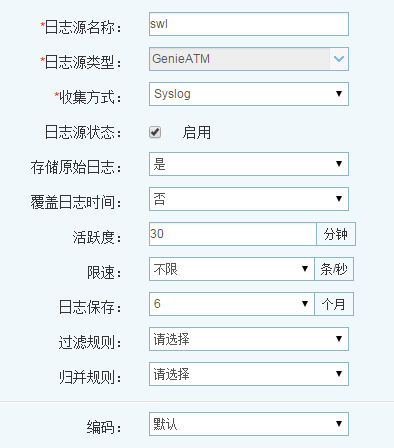 *日志源名称： swl
*日志源类型： GenieATM
*收集方式： Syslog
日志源状态： 启用
存储原始日志： 是
覆盖日志时间： 否
活跃度： 30 分钟
限速： 不限 条/秒
日志保存： 6 个月
过滤规则： 请选择
归并规则： 请选择
编码： 默认